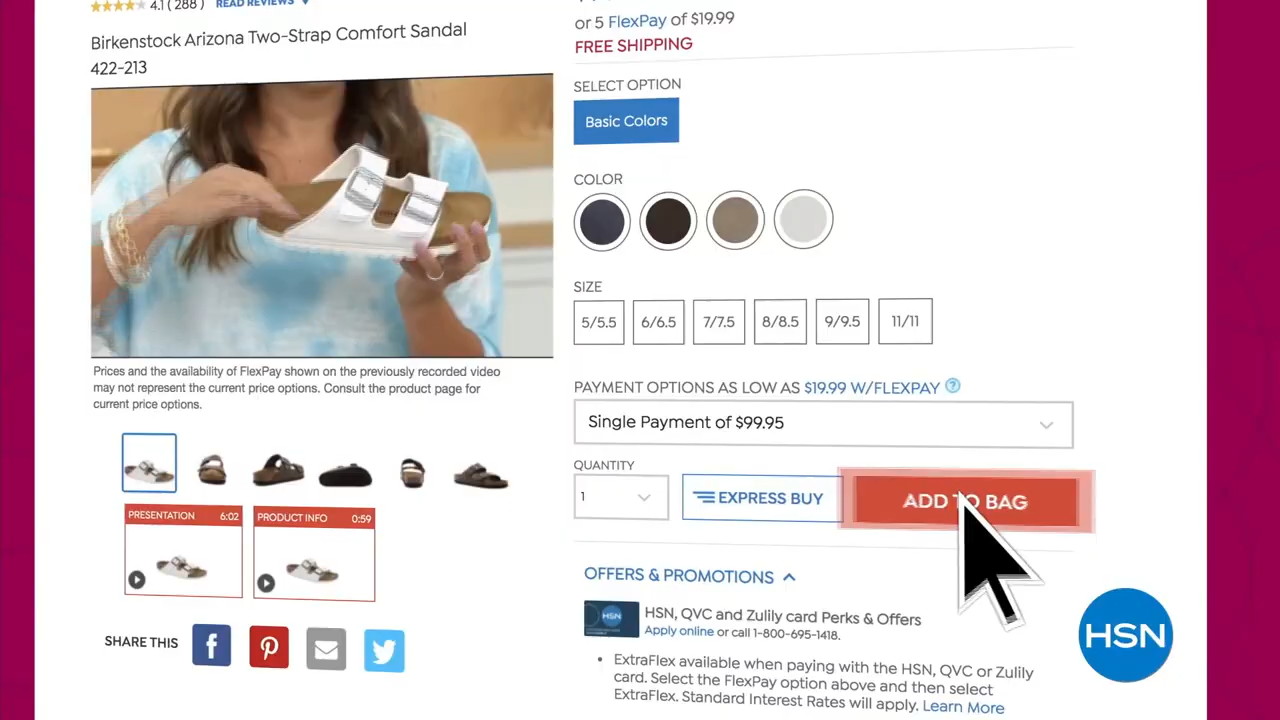 4.1 ( 288 ) READ REVIEWS
Birkenstock Arizona Two-Strap Comfort Sandal
422-213
Prices and the availability of FlexPay shown on the previously recorded video
may not represent the current price options. Consult the product page for
current price options.
PRESENTATION 6:02
PRODUCT INFO 0:59
SHARE THIS
or 5 FlexPay of $19.99
FREE SHIPPING
SELECT OPTION
Basic Colors
COLOR
SIZE
5/5.5 6/6.5 7/7.5 8/8.5 9/9.5 11/11
PAYMENT OPTIONS AS LOW AS $19.99 W/FLEXPAY ?
Single Payment of $99.95
QUANTITY
1
EXPRESS BUY
ADD TO BAG
OFFERS & PROMOTIONS
HSN
HSN, QVC and Zulily card Perks & Offers
Apply online or call 1-800-695-1418.
• ExtraFlex available when paying with the HSN, QVC or Zulily
card. Select the FlexPay option above and then select
ExtraFlex. Standard Interest Rates will apply. Learn More
HSN